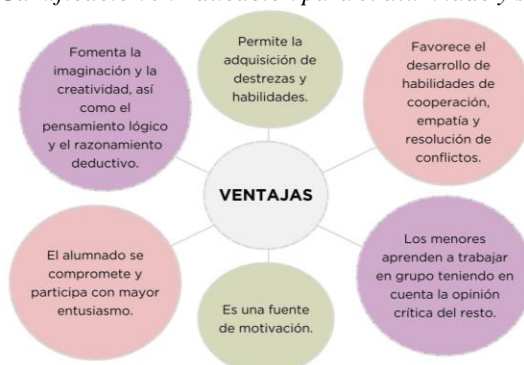 Fomenta la
imaginación y la
creatividad, así
como el
pensamiento lógico
y el razonamiento
deductivo.
Permite la
adquisición de
destrezas y
habilidades.
Favorece el
desarrollo de
habilidades de
cooperación,
empatía y
resolución de
conflictos.
VENTAJAS
El alumnado se
compromete y
participa con mayor
entusiasmo.
Es una fuente
de motivación.
Los menores
aprenden a trabajar
en grupo teniendo en
cuenta la opinión
crítica del resto.